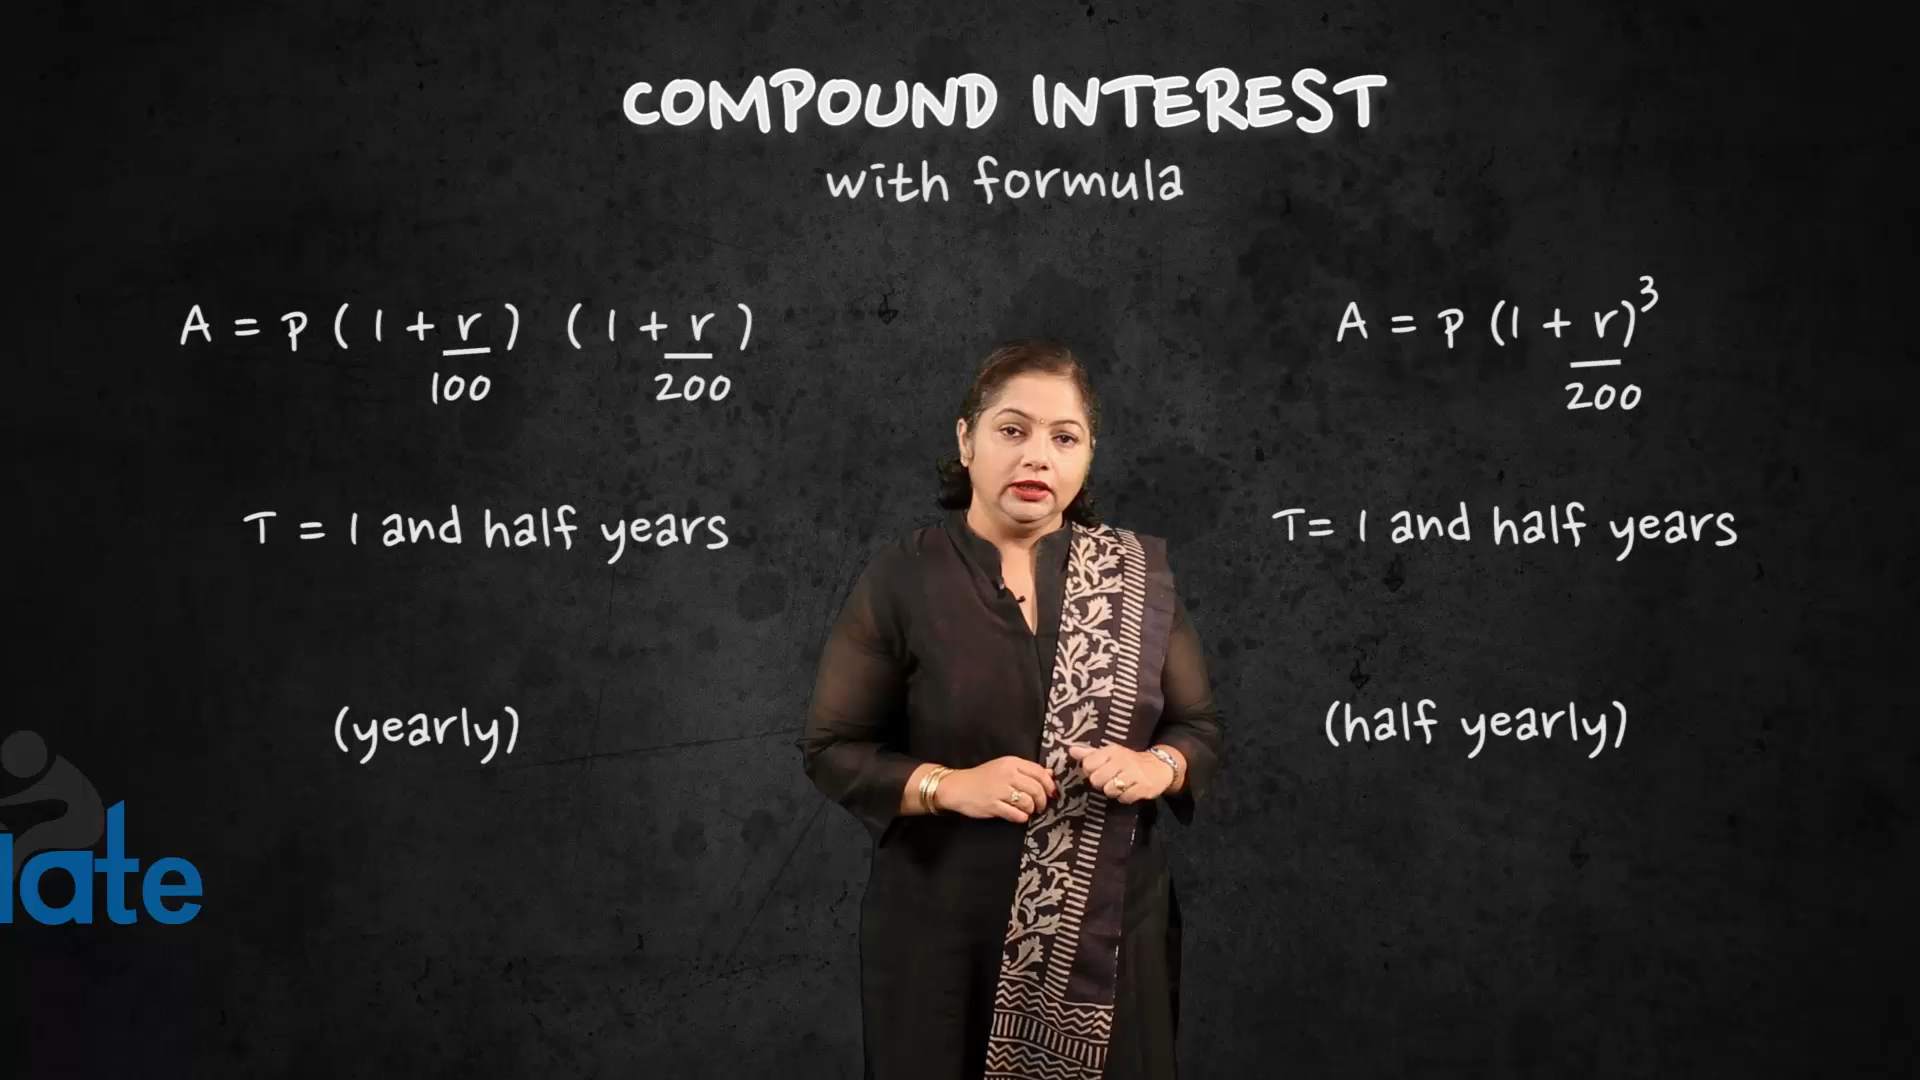 COMPOUND INTEREST
with formula
A = p ( 1 + r/100 ) ( 1 + r/200 )
A = p (1 + r/200)³
T = 1 and half years
T= 1 and half years
(yearly)
(half yearly)
late